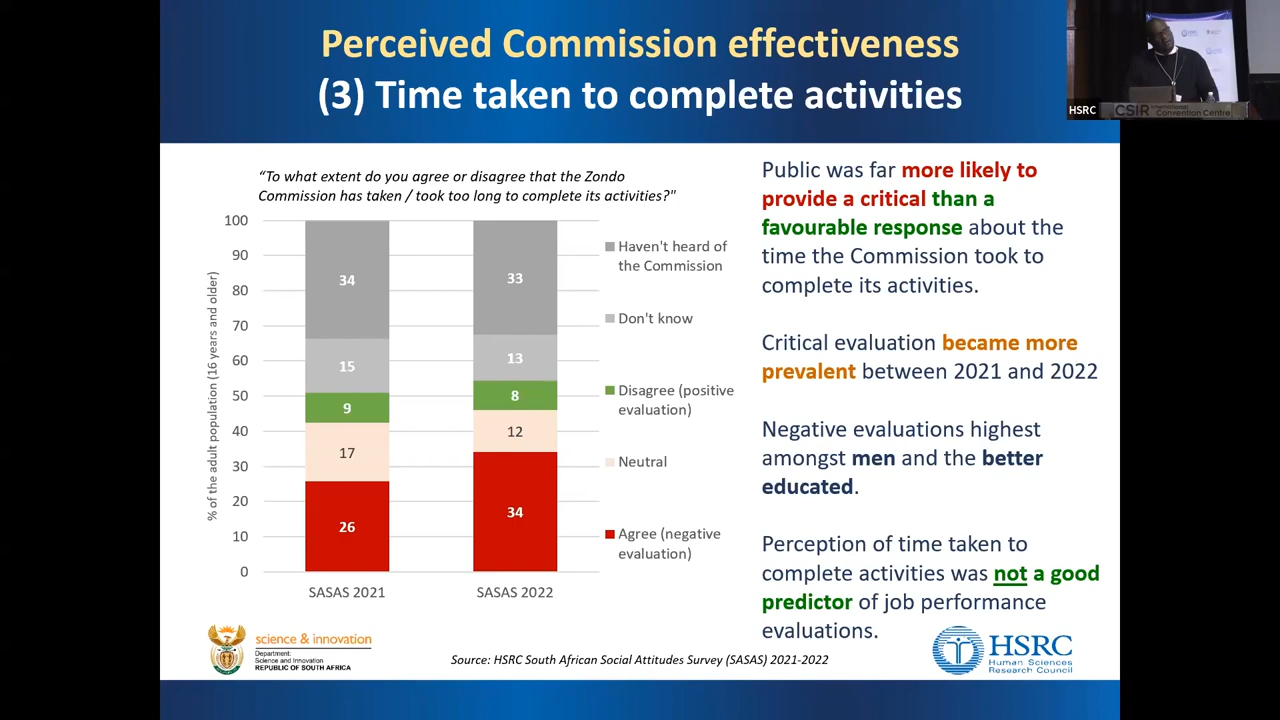 Perceived Commission effectiveness
(3) Time taken to complete activities
HSRC
CSIR International
Convention Centre
HSRC
"To what extent do you agree or disagree that the Zondo
Commission has taken / took too long to complete its activities?"
% of the adult population (16 years and older)
100
90
80
70
60
50
40
30
20
10
0
34
15
9
17
26
33
13
8
12
34
SASAS 2021
SASAS 2022
Haven't heard of
the Commission
Don't know
Disagree (positive
evaluation)
Neutral
Agree (negative
evaluation)
Public was far more likely to
provide a critical than a
favourable response about the
time the Commission took to
complete its activities.
Critical evaluation became more
prevalent between 2021 and 2022
Negative evaluations highest
amongst men and the better
educated.
Perception of time taken to
complete activities was not a good
predictor of job performance
evaluations.
science & innovation
Department:
Science and Innovation
REPUBLIC OF SOUTH AFRICA
Source: HSRC South African Social Attitudes Survey (SASAS) 2021-2022
HSRC
Human Sciences
Research Council